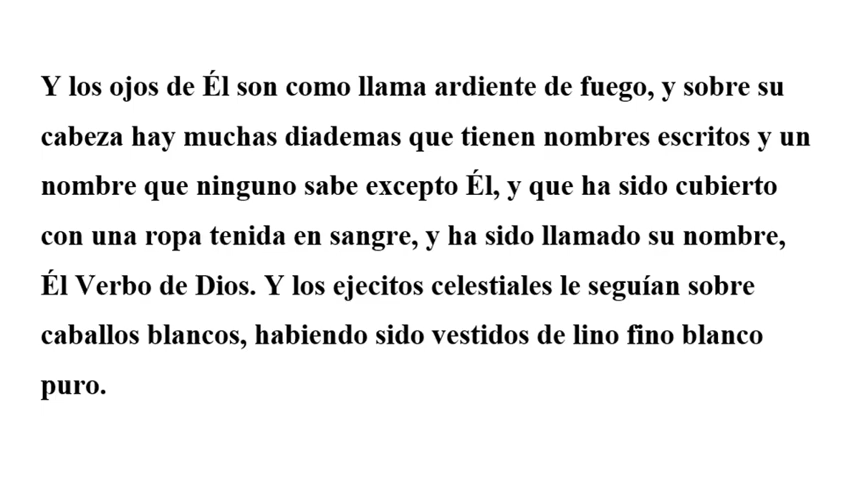 Y los ojos de Él son como llama ardiente de fuego, y sobre su
cabeza hay muchas diademas que tienen nombres escritos y un
nombre que ninguno sabe excepto Él, y que ha sido cubierto
con una ropa tenida en sangre, y ha sido llamado su nombre,
Él Verbo de Dios. Y los ejecitos celestiales le seguían sobre
caballos blancos, habiendo sido vestidos de lino fino blanco
puro.